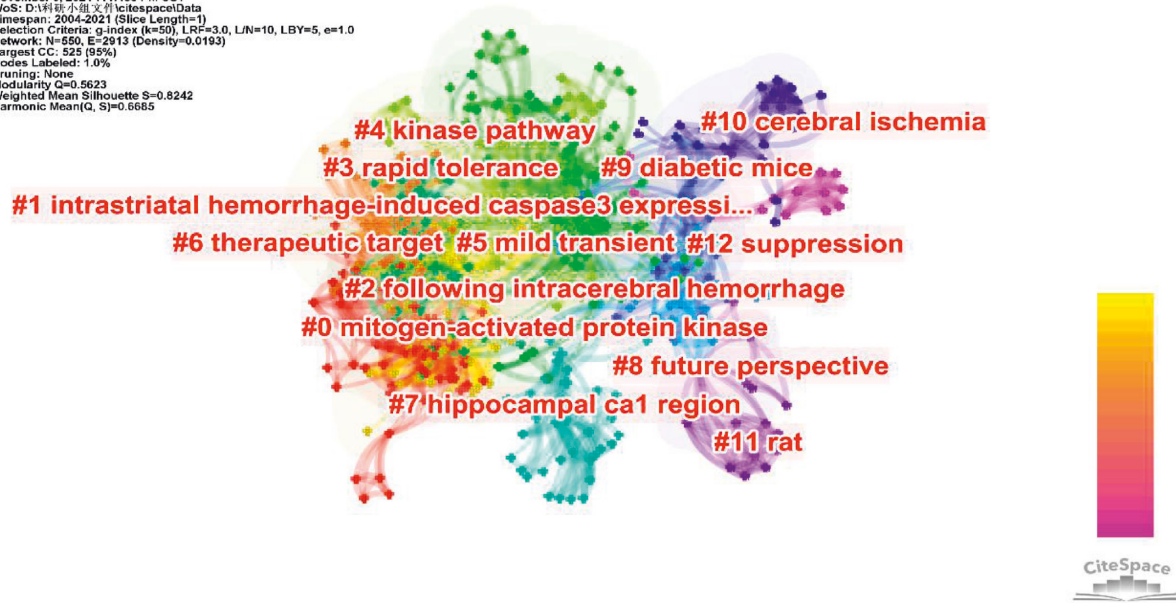 WoS: D:\科研小组文件\citespace\Data
imespan: 2004-2021 (Slice Length=1)
election Criteria: g-index (k=50), LRF=3.0, L/N=10, LBY=5, e=1.0
etwork: N=550, E=2913 (Density=0.0193)
argest CC: 525 (95%)
odes Labeled: 1.0%
runing: None
odularity Q=0.5623
Weighted Mean Silhouette S=0.8242
armonic Mean(Q, S)=0.6685
#4 kinase pathway
#10 cerebral ischemia
#3 rapid tolerance
#9 diabetic mice
#1 intrastriatal hemorrhage-induced caspase3 expressi...
#6 therapeutic target
#5 mild transient
#12 suppression
#2 following intracerebral hemorrhage
#0 mitogen-activated protein kinase
#8 future perspective
#7 hippocampal ca1 region
#11 rat
CiteSpace